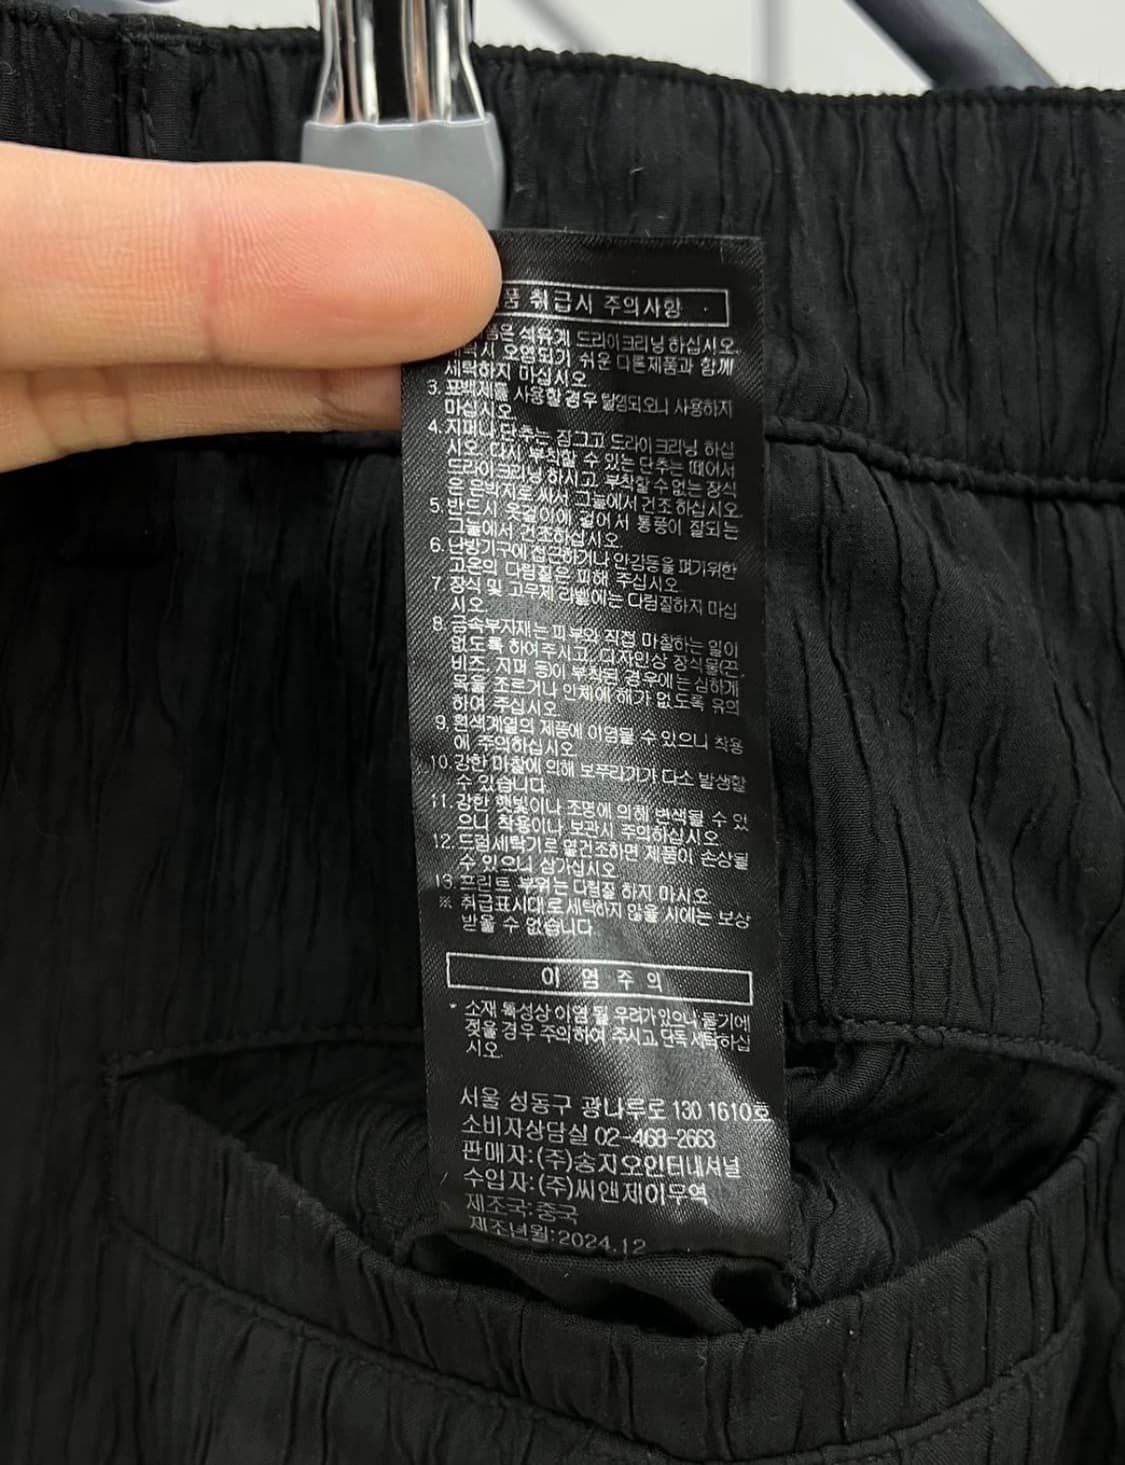 품 취급시 주의사항
은 석유계 드라이크리닝 하십시오.
세탁시 오염되기 쉬운 다른제품과 함께
세탁하지 마십시오.
3. 표백제를 사용할경우 탈염되오니 사용하지
마십시오.
4. 지퍼나 단추는 잠그고 드라이크리닝 하십
시오. 다시 부착할 수 있는 단추는 떼어서
드라이크리닝 하시고 부착할 수 없는 장식
은 은박지로 싸서 그늘에서 건조 하십시오.
5. 반드시 옷걸이에 걸어서 통풍이 잘되는
그늘에서 건조하십시오.
6. 난방기구에 접근하거나 안감등을 펴기위한
고온의 다림질은 피해 주십시오.
7. 장식 및 고무제 라벨에는 다림질하지 마십
시오.
8. 금속부자재는 피부와 직접 마찰하는 일이
없도록 하여주시고, 디자인상 장식물(끈,
비즈, 지퍼 등이 부착된 경우에는 심하게
목을 조르거나 인체에 해가 없도록 유의
하여 주십시오.
9. 흰색계열의 제품에 이염될 수 있으니 착용
에 주의하십시오.
10. 강한 마찰에 의해 보푸라기가 다소 발생할
수 있습니다.
11. 강한 햇빛이나 조명에 의해 변색될 수 있
으니 착용이나 보관시 주의하십시오.
12. 드럼세탁기로 열건조하면 제품이 손상될
수 있으니 삼가십시오.
13. 프린트 부위는 다림질 하지 마시오.
※ 취급표시대로 세탁하지 않을 시에는 보상
받을 수 없습니다.
이 염 주 의
* 소재 특성상 이염 될 우려가 있으니 물기에
젖을 경우 주의하여 주시고 단독 세탁하십
시오.
서울 성동구 광나루로 130 1610호
소비자상담실 02-468-2663
판매자:(주)송지오인터내셔널
수입자:(주)씨앤제이무역
제조국:중국
제조년월:2024.12